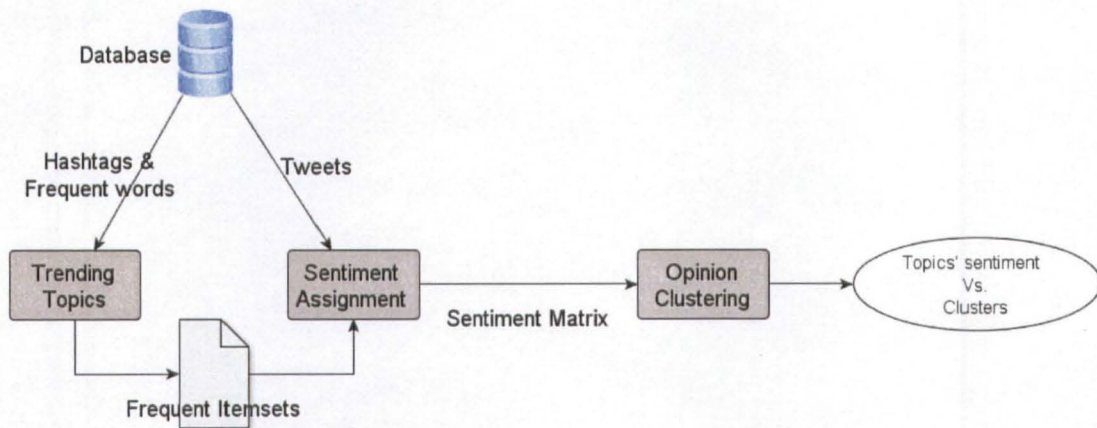 Database
Hashtags &
Frequent words
Tweets
Trending
Topics
Sentiment
Assignment
Sentiment Matrix
Opinion
Clustering
Topics' sentiment
Vs.
Clusters
Frequent Itemsets